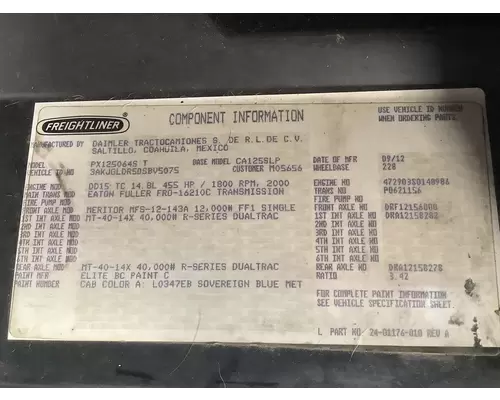 FREIGHTLINER
COMPONENT INFORMATION
USE VEHICLE ID NUMBER
WHEN ORDERING PARTS.
MANUFACTURED BY DAIMLER TRACTOCAMIONES S. DE R.L.DE C.V.
SALTILLO, COAHUILA, MEXICO
MODEL PX125064S T BASE MODEL CA125SLP DATE OF MFR 09/12
VEHICLE ID NO CUSTOMER M05656 WHEELBASE 228
ENGINE MOD DD15 TC 14.8L 455 HP / 1800 RPM, 2000 ENGINE NO
TRANS MOD EATON FULLER FRO-16210C TRANSMISSION TRANS NO
FIRE PUMP MOD FIRE PUMP NO
FRONT AXLE MOD MERITOR MFS-12-143A 12,000# FF1 SINGLE FRONT AXLE NO
1ST INT AXLE MOD MT-40-14X 40,000# R-SERIES DUALTRAC 1ST INT AXLE NO
2ND INT AXLE MOD 2ND INT AXLE NO
3RD INT AXLE MOD 3RD INT AXLE NO
4TH INT AXLE MOD 4TH INT AXLE NO
5TH INT AXLE MOD 5TH INT AXLE NO
6TH INT AXLE MOD 6TH INT AXLE NO
REAR AXLE MOD MT-40-14X 40,000# R-SERIES DUALTRAC REAR AXLE NO
PAINT MFR ELITE BC PAINT C RATIO 3.42
PAINT NUMBER CAB COLOR A: L0347EB SOVEREIGN BLUE MET
FOR COMPLETE PAINT INFORMATION
SEE VEHICLE SPECIFICATION SHEET.
L PART NO 24-01176-010 REV A